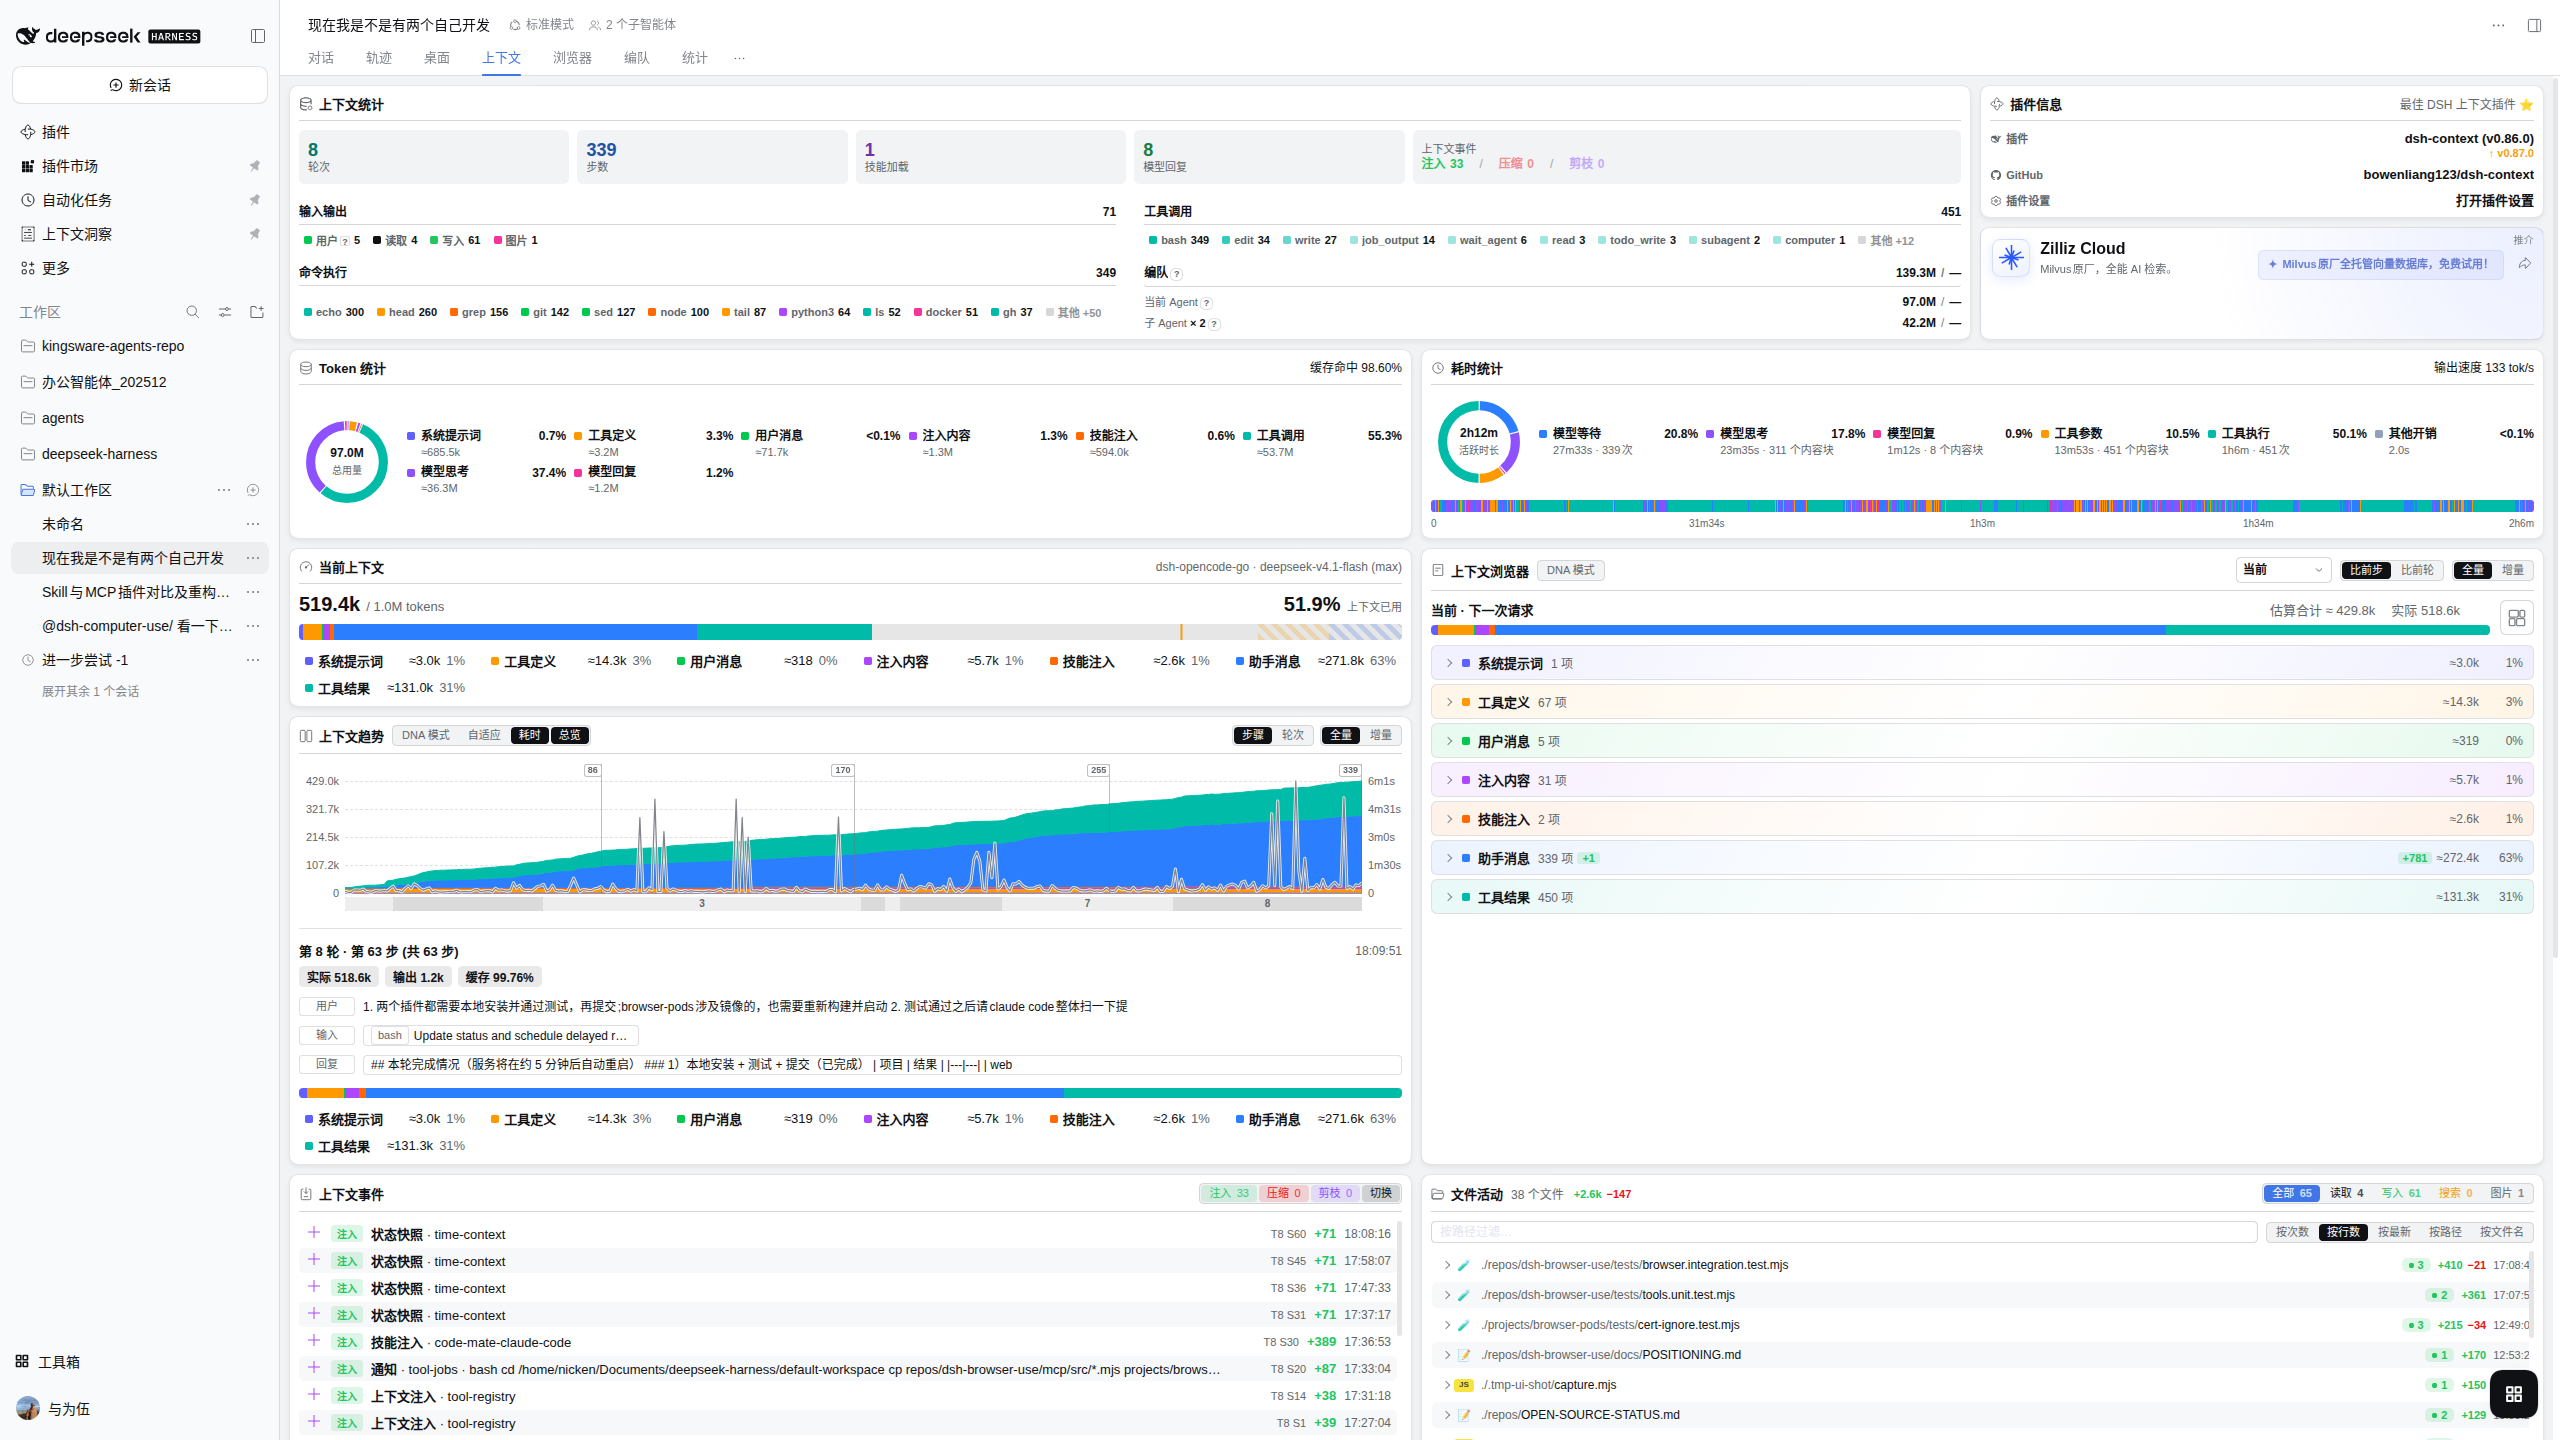 deepseek HARNESS
新会话
插件
插件市场
自动化任务
上下文洞察
更多
工作区
kingsware-agents-repo
办公智能体_202512
agents
deepseek-harness
默认工作区
未命名
现在我是不是有两个自己开发
Skill 与 MCP 插件对比及重构…
@dsh-computer-use/ 看一下…
进一步尝试 -1
展开其余 1 个会话
工具箱
与为伍
现在我是不是有两个自己开发 标准模式 2 个子智能体
对话 轨迹 桌面 上下文 浏览器 编队 统计 …
上下文统计
8 轮次
339 步数
1 技能加载
8 模型回复
上下文事件
注入 33 / 压缩 0 / 剪枝 0
输入输出 71
用户 ? 5 读取 4 写入 61 图片 1
工具调用 451
bash 349 edit 34 write 27 job_output 14 wait_agent 6 read 3 todo_write 3 subagent 2 computer 1 其他 +12
命令执行 349
echo 300 head 260 grep 156 git 142 sed 127 node 100 tail 87 python3 64 ls 52 docker 51 gh 37 其他 +50
编队 ? 139.3M / —
当前 Agent ? 97.0M / —
子 Agent × 2 ? 42.2M / —
插件信息 最佳 DSH 上下文插件 ⭐
插件 dsh-context (v0.86.0)
↑ v0.87.0
GitHub bowenliang123/dsh-context
插件设置 打开插件设置
推介
Zilliz Cloud
Milvus 原厂，全能 AI 检索。
✦ Milvus 原厂全托管向量数据库，免费试用！
Token 统计 缓存命中 98.60%
97.0M 总用量
系统提示词 0.7% ≈685.5k
工具定义 3.3% ≈3.2M
用户消息 <0.1% ≈71.7k
注入内容 1.3% ≈1.3M
技能注入 0.6% ≈594.0k
工具调用 55.3% ≈53.7M
模型思考 37.4% ≈36.3M
模型回复 1.2% ≈1.2M
耗时统计 输出速度 133 tok/s
2h12m 活跃时长
模型等待 20.8% 27m33s · 339 次
模型思考 17.8% 23m35s · 311 个内容块
模型回复 0.9% 1m12s · 8 个内容块
工具参数 10.5% 13m53s · 451 个内容块
工具执行 50.1% 1h6m · 451 次
其他开销 <0.1% 2.0s
0 31m34s 1h3m 1h34m 2h6m
当前上下文 dsh-opencode-go · deepseek-v4.1-flash (max)
519.4k / 1.0M tokens 51.9% 上下文已用
系统提示词 ≈3.0k 1% 工具定义 ≈14.3k 3% 用户消息 ≈318 0% 注入内容 ≈5.7k 1% 技能注入 ≈2.6k 1% 助手消息 ≈271.8k 63%
工具结果 ≈131.0k 31%
上下文浏览器 DNA 模式 当前 比前步 比前轮 全量 增量
当前 · 下一次请求 估算合计 ≈ 429.8k 实际 518.6k
系统提示词 1 项 ≈3.0k 1%
工具定义 67 项 ≈14.3k 3%
用户消息 5 项 ≈319 0%
注入内容 31 项 ≈5.7k 1%
技能注入 2 项 ≈2.6k 1%
助手消息 339 项 +1 +781 ≈272.4k 63%
工具结果 450 项 ≈131.3k 31%
上下文趋势 DNA 模式 自适应 耗时 总览 步骤 轮次 全量 增量
86 170 255 339
429.0k 6m1s
321.7k 4m31s
214.5k 3m0s
107.2k 1m30s
0 0
3 7 8
第 8 轮 · 第 63 步 (共 63 步) 18:09:51
实际 518.6k 输出 1.2k 缓存 99.76%
用户 1. 两个插件都需要本地安装并通过测试，再提交;browser-pods涉及镜像的，也需要重新构建并启动 2. 测试通过之后请claude code整体扫一下提
输入 bash Update status and schedule delayed r…
回复 ## 本轮完成情况（服务将在约 5 分钟后自动重启） ### 1）本地安装 + 测试 + 提交（已完成） | 项目 | 结果 | |---|---| | web
系统提示词 ≈3.0k 1% 工具定义 ≈14.3k 3% 用户消息 ≈319 0% 注入内容 ≈5.7k 1% 技能注入 ≈2.6k 1% 助手消息 ≈271.6k 63%
工具结果 ≈131.3k 31%
上下文事件 注入 33 压缩 0 剪枝 0 切换
注入 状态快照 · time-context T8 S60 +71 18:08:16
注入 状态快照 · time-context T8 S45 +71 17:58:07
注入 状态快照 · time-context T8 S36 +71 17:47:33
注入 状态快照 · time-context T8 S31 +71 17:37:17
注入 技能注入 · code-mate-claude-code T8 S30 +389 17:36:53
注入 通知 · tool-jobs · bash cd /home/nicken/Documents/deepseek-harness/default-workspace cp repos/dsh-browser-use/mcp/src/*.mjs projects/brows… T8 S20 +87 17:33:04
注入 上下文注入 · tool-registry T8 S14 +38 17:31:18
注入 上下文注入 · tool-registry T8 S1 +39 17:27:04
文件活动 38 个文件 +2.6k −147 全部 65 读取 4 写入 61 搜索 0 图片 1
按路径过滤… 按次数 按行数 按最新 按路径 按文件名
./repos/dsh-browser-use/tests/browser.integration.test.mjs 3 +410 −21 17:08:4
./repos/dsh-browser-use/tests/tools.unit.test.mjs 2 +361 17:07:5
./projects/browser-pods/tests/cert-ignore.test.mjs 3 +215 −34 12:49:0
./repos/dsh-browser-use/docs/POSITIONING.md 1 +170 12:53:2
JS ./.tmp-ui-shot/capture.mjs 1 +150
./repos/OPEN-SOURCE-STATUS.md 2 +129